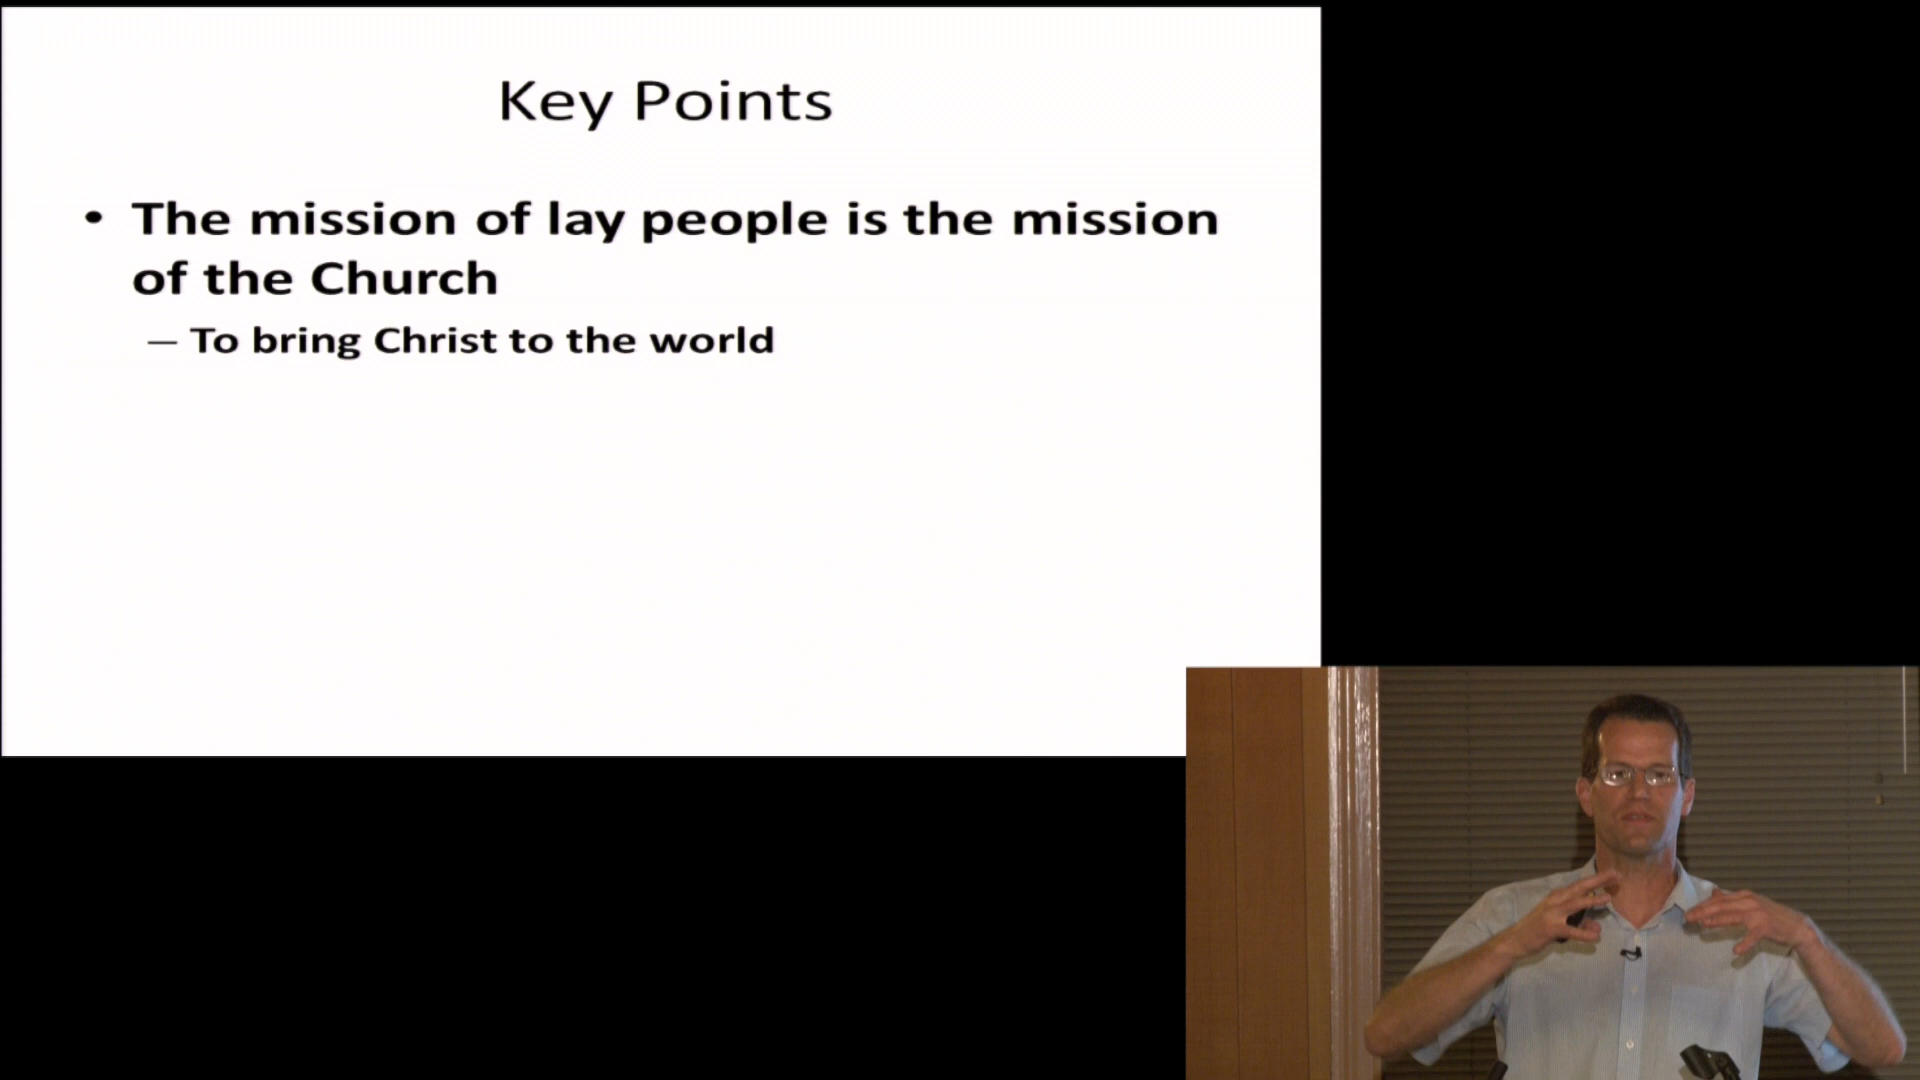 Key Points
• The mission of lay people is the mission
of the Church
– To bring Christ to the world